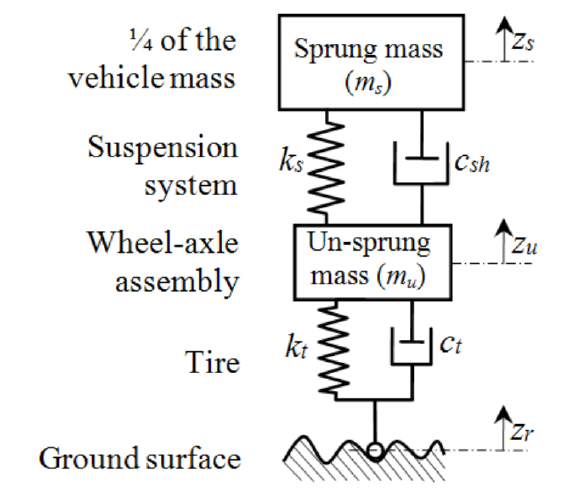 ¼ of the
vehicle mass
Sprung mass
(ms)
zs
Suspension
system
ks
csh
Wheel-axle
assembly
Un-sprung
mass (mu)
zu
Tire
kt
ct
Ground surface
zr